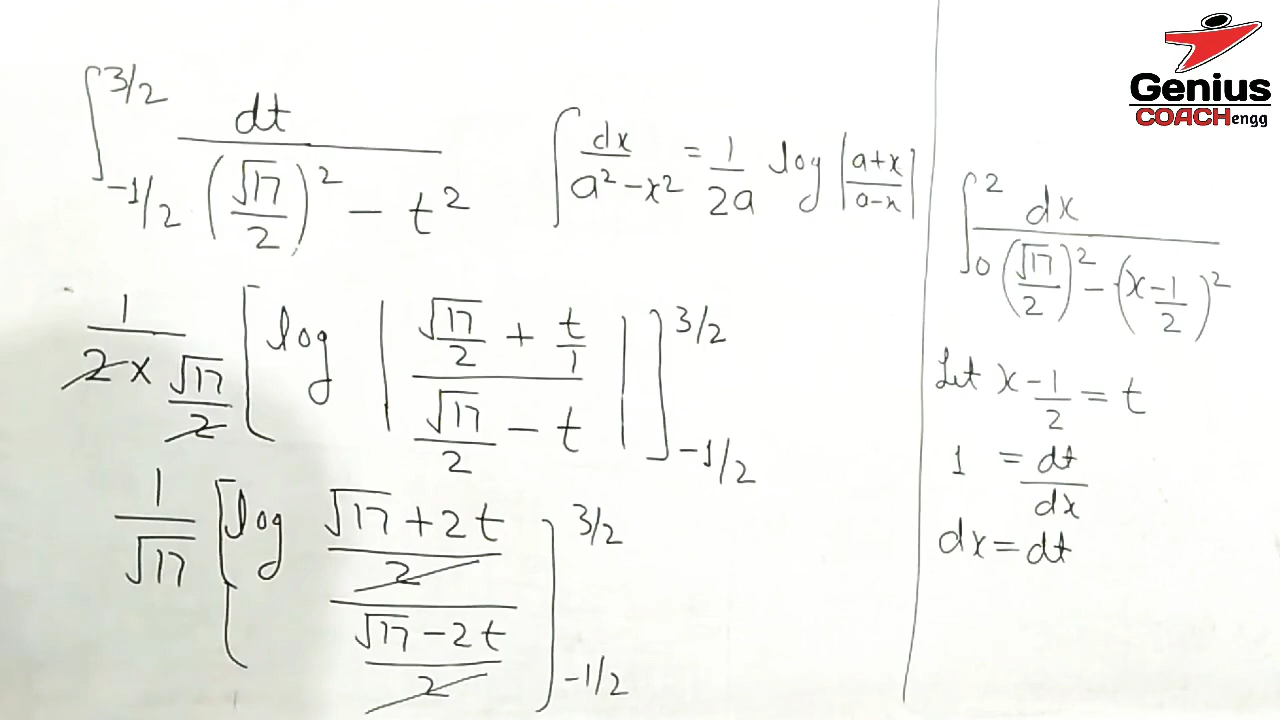 Genius
COACHengg
∫_{-1/2}^{3/2} dt / ((√17/2)² - t²)
∫ dx/(a² - x²) = 1/2a log |a+x / a-x|
1/(2 × √17/2) [log | (√17/2 + t/1) / (√17/2 - t) |]_{-1/2}^{3/2}
1/√17 [log ((√17 + 2t)/2) / ((√17 - 2t)/2)]_{-1/2}^{3/2}
∫_0^2 dx / ((√17/2)² - (x - 1/2)²)
Let x - 1/2 = t
1 = dt/dx
dx = dt